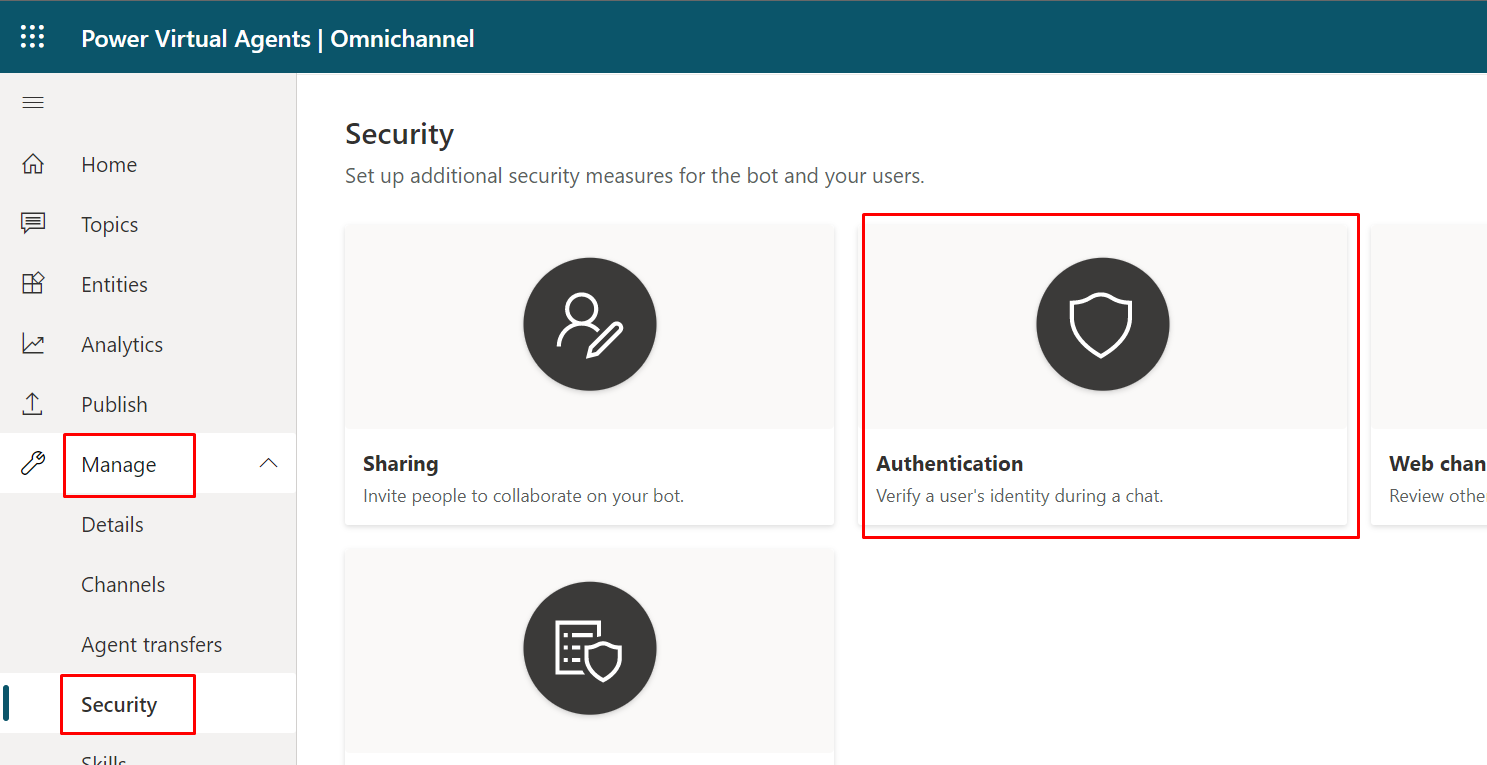 Power Virtual Agents | Omnichannel
Home
Topics
Entities
Analytics
Publish
Manage
Details
Channels
Agent transfers
Security
Skills
Security
Set up additional security measures for the bot and your users.
Sharing
Invite people to collaborate on your bot.
Authentication
Verify a user's identity during a chat.
Web chan
Review othe